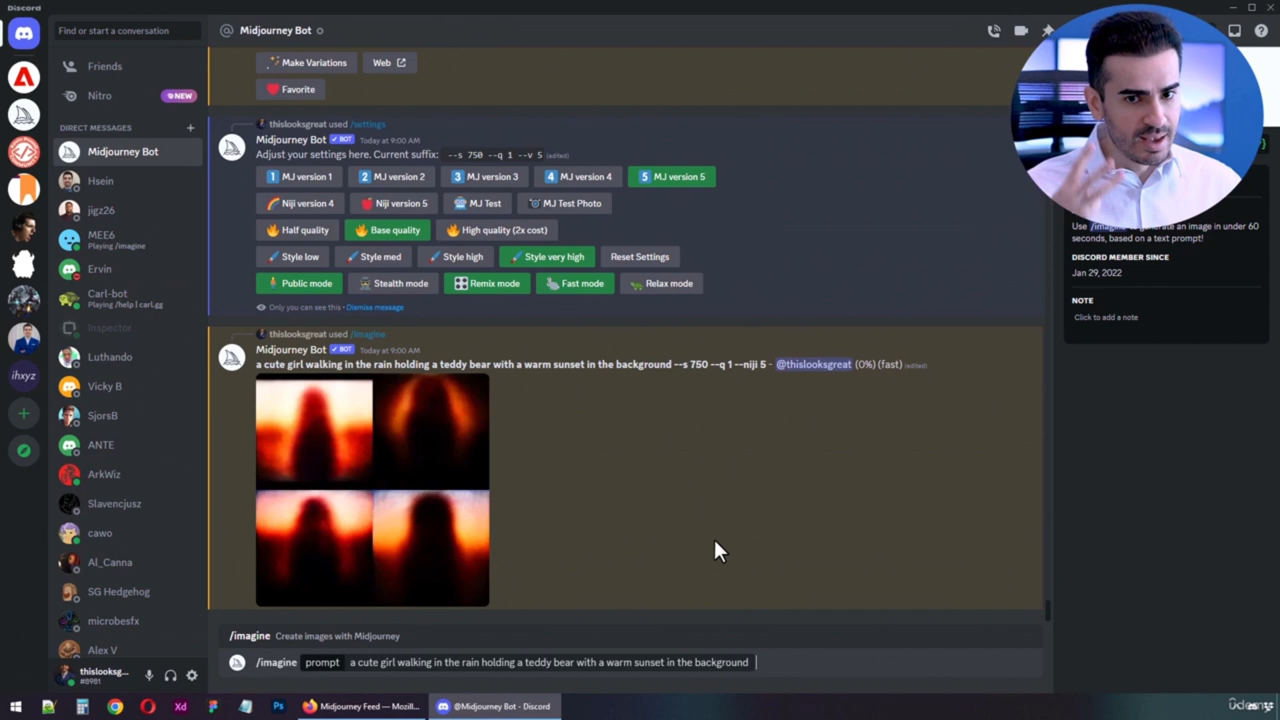 Discord
Find or start a conversation
Friends
Nitro
NEW
DIRECT MESSAGES
Midjourney Bot
Hsein
jigz26
MEE6
Playing /imagine
Ervin
Carl-bot
Playing /help | carl.gg
Inspector
Luthando
Vicky B
SjorsB
ANTE
ArkWiz
Slavencjusz
cawo
Al_Canna
SG Hedgehog
microbesfx
Alex V
thislooksg...
#8981
ihxyz
Midjourney Bot
Make Variations
Web
Favorite
thislooksgreat used /settings
Midjourney Bot BOT Today at 9:00 AM
Adjust your settings here. Current suffix: --s 750 --q 1 --v 5 (edited)
1 MJ version 1 2 MJ version 2 3 MJ version 3 4 MJ version 4 5 MJ version 5
Niji version 4 Niji version 5 MJ Test MJ Test Photo
Half quality Base quality High quality (2x cost)
Style low Style med Style high Style very high Reset Settings
Public mode Stealth mode Remix mode Fast mode Relax mode
Only you can see this • Dismiss message
thislooksgreat used /imagine
Midjourney Bot BOT Today at 9:00 AM
a cute girl walking in the rain holding a teddy bear with a warm sunset in the background --s 750 --q 1 --niji 5 - @thislooksgreat (0%) (fast) (edited)
/imagine Create images with Midjourney
/imagine prompt a cute girl walking in the rain holding a teddy bear with a warm sunset in the background
Use /imagine to generate an image in under 60
seconds, based on a text prompt!
DISCORD MEMBER SINCE
Jan 29, 2022
NOTE
Click to add a note
Xd
Ps
Midjourney Feed — Mozill...
@Midjourney Bot - Discord